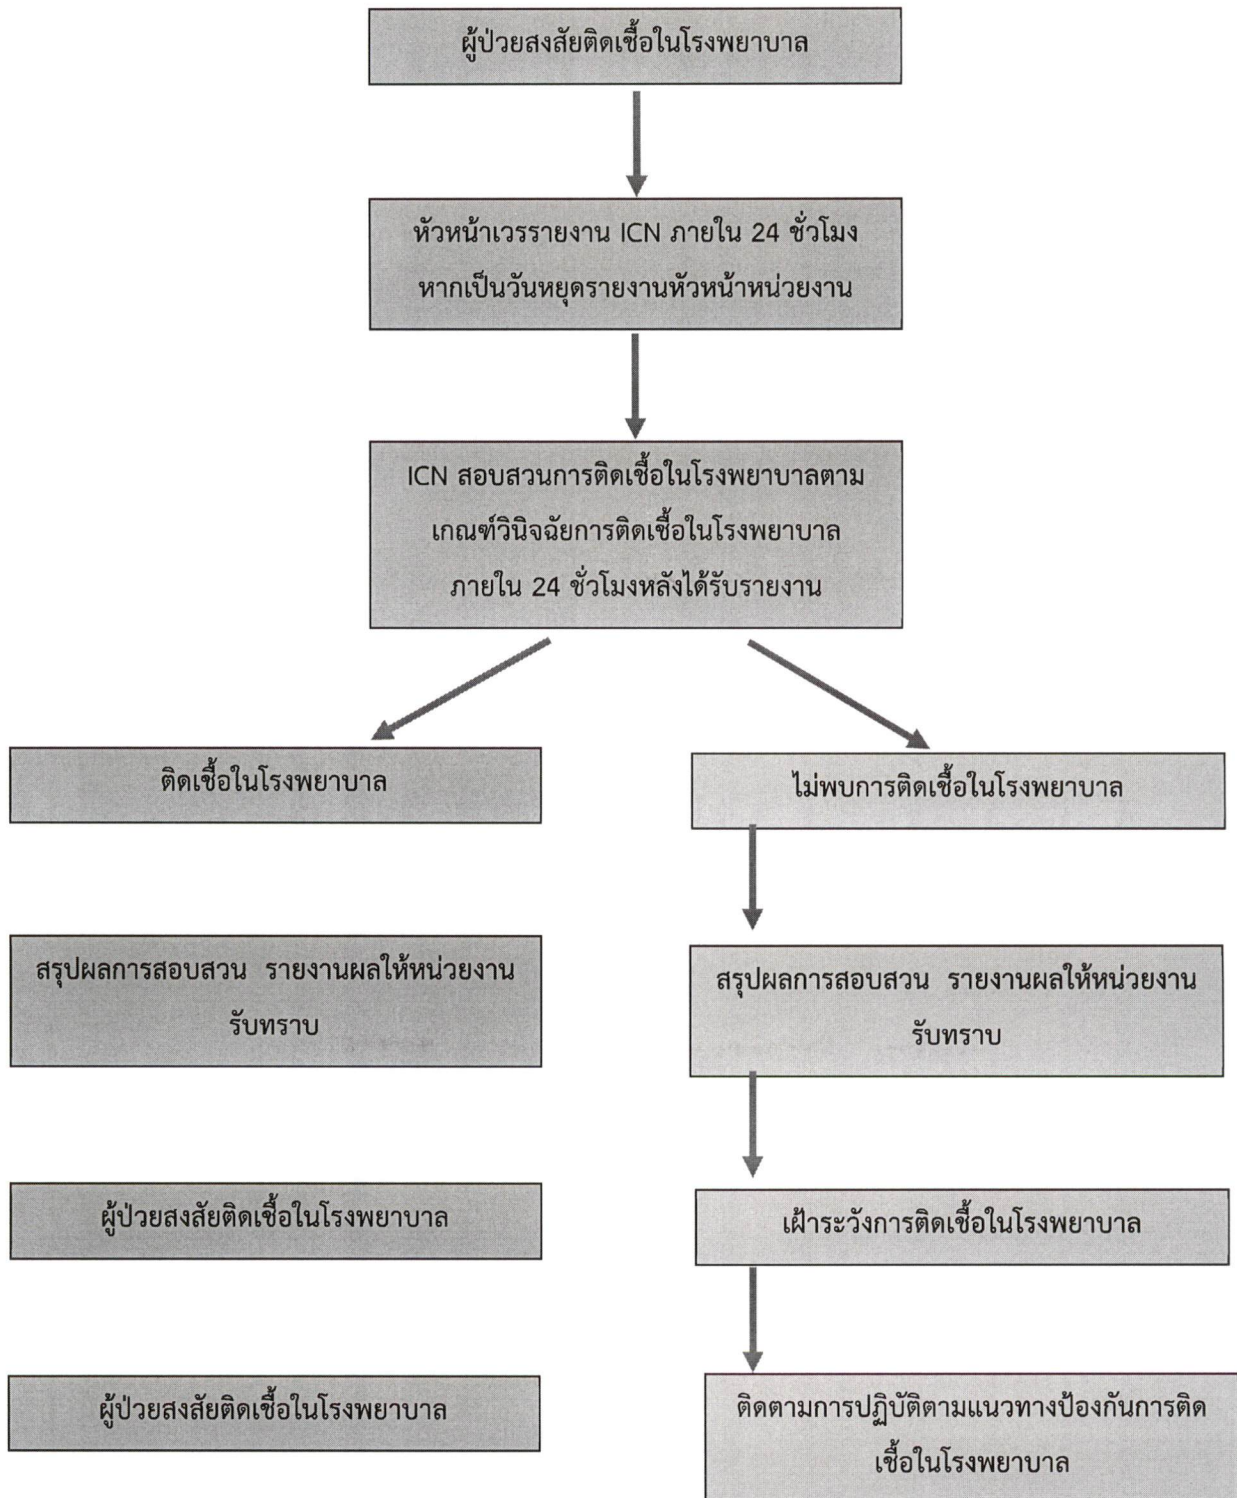 ผู้ป่วยสงสัยติดเชื้อในโรงพยาบาล
หัวหน้าเวรรายงาน ICN ภายใน 24 ชั่วโมง
หากเป็นวันหยุดรายงานหัวหน้าหน่วยงาน
ICN สอบสวนการติดเชื้อในโรงพยาบาลตาม
เกณฑ์วินิจฉัยการติดเชื้อในโรงพยาบาล
ภายใน 24 ชั่วโมงหลังได้รับรายงาน
ติดเชื้อในโรงพยาบาล
ไม่พบการติดเชื้อในโรงพยาบาล
สรุปผลการสอบสวน รายงานผลให้หน่วยงาน
รับทราบ
สรุปผลการสอบสวน รายงานผลให้หน่วยงาน
รับทราบ
ผู้ป่วยสงสัยติดเชื้อในโรงพยาบาล
เฝ้าระวังการติดเชื้อในโรงพยาบาล
ผู้ป่วยสงสัยติดเชื้อในโรงพยาบาล
ติดตามการปฏิบัติตามแนวทางป้องกันการติด
เชื้อในโรงพยาบาล